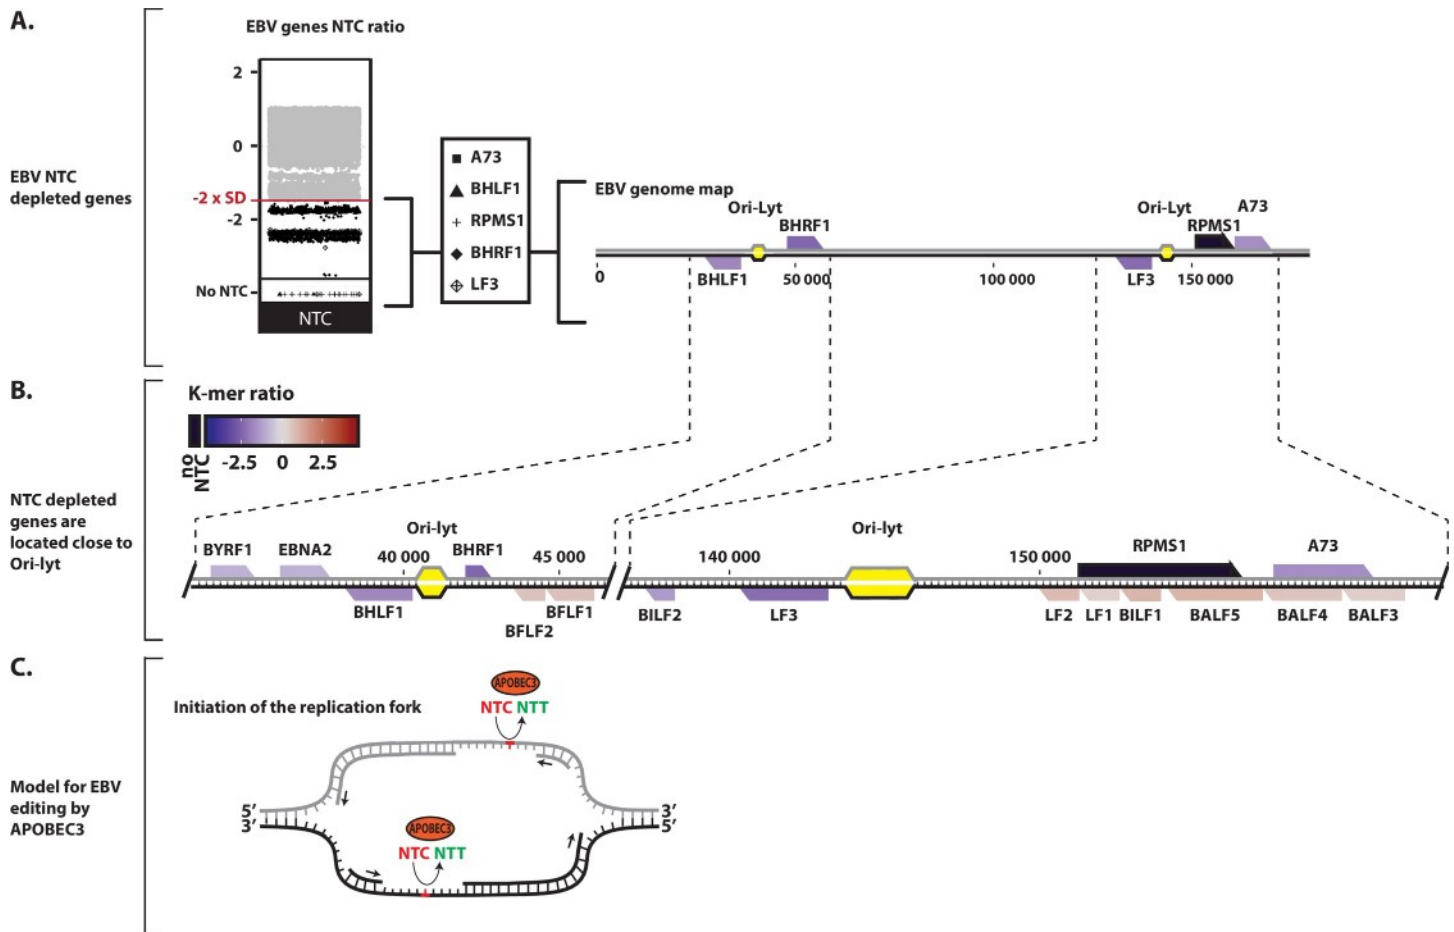 A.
EBV NTC
depleted genes
EBV genes NTC ratio
2
0
-2 x SD
-2
No NTC
NTC
A73
BHLF1
RPMS1
BHRF1
LF3
EBV genome map
Ori-Lyt
BHRF1
Ori-Lyt
RPMS1
A73
0
BHLF1
50 000
100 000
LF3
150 000
B.
NTC depleted
genes are
located close to
Ori-lyt
K-mer ratio
no
NTC
-2.5 0 2.5
BYRF1
EBNA2
40 000
Ori-lyt
BHRF1
45 000
BHLF1
BFLF2
BFLF1
140 000
Ori-lyt
150 000
RPMS1
A73
BILF2
LF3
LF2
LF1
BILF1
BALF5
BALF4
BALF3
C.
Model for EBV
editing by
APOBEC3
Initiation of the replication fork
APOBEC3
NTC NTT
5′
3′
3′
5′
APOBEC3
NTC NTT